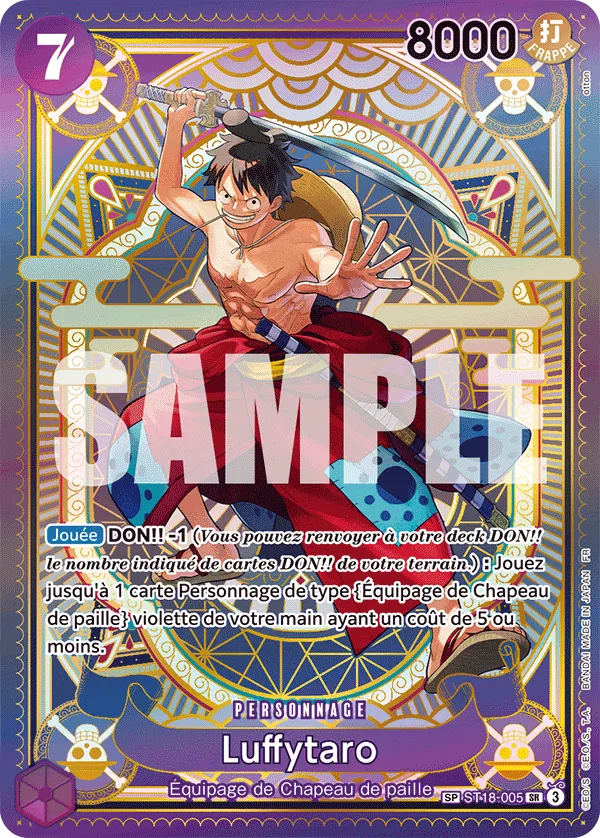 7
8000
打
FRAPPE
otton
SAMPLE
Jouée DON!! -1 (Vous pouvez renvoyer à votre deck DON!!
le nombre indiqué de cartes DON!! de votre terrain.) : Jouez
jusqu'à 1 carte Personnage de type {Équipage de Chapeau
de paille} violette de votre main ayant un coût de 5 ou
moins.
PERSONNAGE
Luffytaro
Équipage de Chapeau de paille
SP ST18-005 SR 3
©E.O/S ©E.O./S., T.A. BANDAI MADE IN JAPAN FR